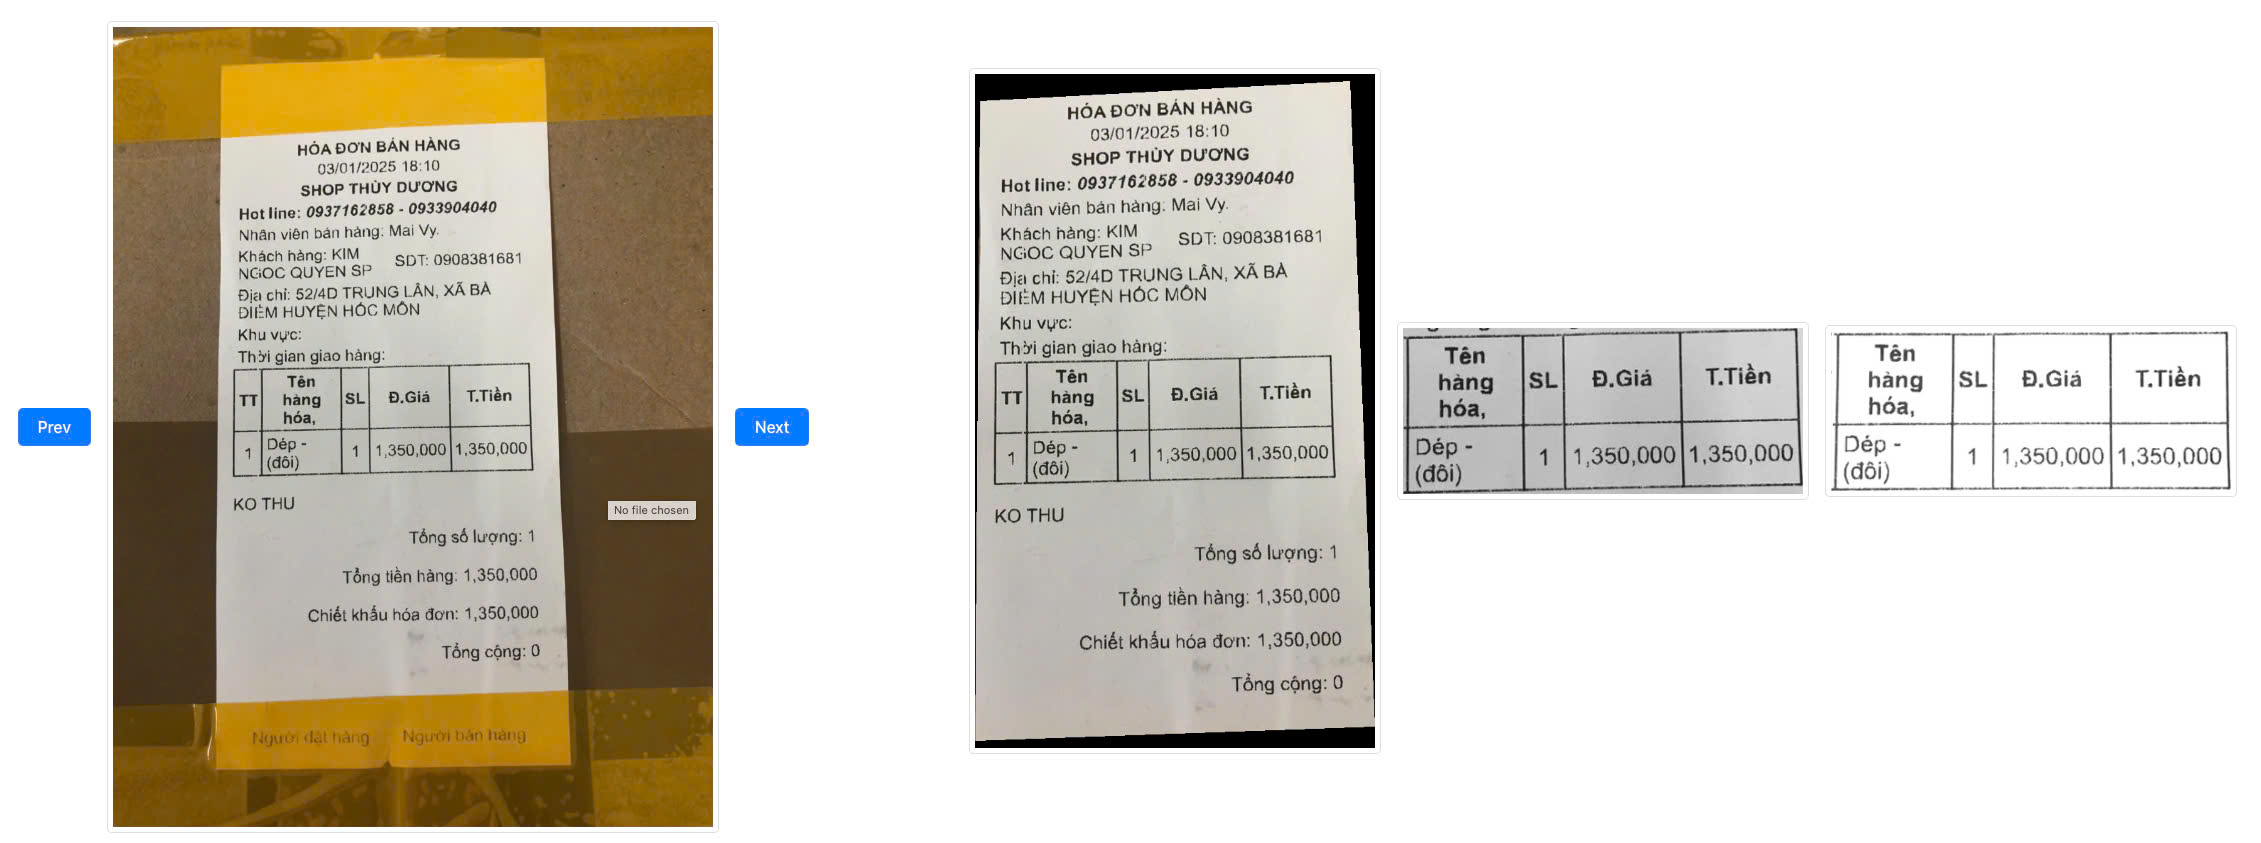 Prev
HÓA ĐƠN BÁN HÀNG
03/01/2025 18:10
SHOP THÙY DƯƠNG
Hot line: 0937162858 - 0933904040
Nhân viên bán hàng: Mai Vy.
Khách hàng: KIM
NGOC QUYEN SP SDT: 0908381681
Địa chỉ: 52/4D TRUNG LÂN, XÃ BÀ
ĐIỂM HUYỆN HÓC MÔN
Khu vực:
Thời gian giao hàng:
TT Tên hàng hóa, SL Đ.Giá T.Tiền
1 Dép - (đôi) 1 1,350,000 1,350,000
KO THU
Tổng số lượng: 1
Tổng tiền hàng: 1,350,000
Chiết khấu hóa đơn: 1,350,000
Tổng cộng: 0
Người đặt hàng Người bán hàng
No file chosen
Next
HÓA ĐƠN BÁN HÀNG
03/01/2025 18:10
SHOP THÙY DƯƠNG
Hot line: 0937162858 - 0933904040
Nhân viên bán hàng: Mai Vy.
Khách hàng: KIM
NGOC QUYEN SP SDT: 0908381681
Địa chỉ: 52/4D TRUNG LÂN, XÃ BÀ
ĐIỂM HUYỆN HÓC MÔN
Khu vực:
Thời gian giao hàng:
TT Tên hàng hóa, SL Đ.Giá T.Tiền
1 Dép - (đôi) 1 1,350,000 1,350,000
KO THU
Tổng số lượng: 1
Tổng tiền hàng: 1,350,000
Chiết khấu hóa đơn: 1,350,000
Tổng cộng: 0
Tên hàng hóa, SL Đ.Giá T.Tiền
Dép - (đôi) 1 1,350,000 1,350,000
Tên hàng hóa, SL Đ.Giá T.Tiền
Dép - (đôi) 1 1,350,000 1,350,000